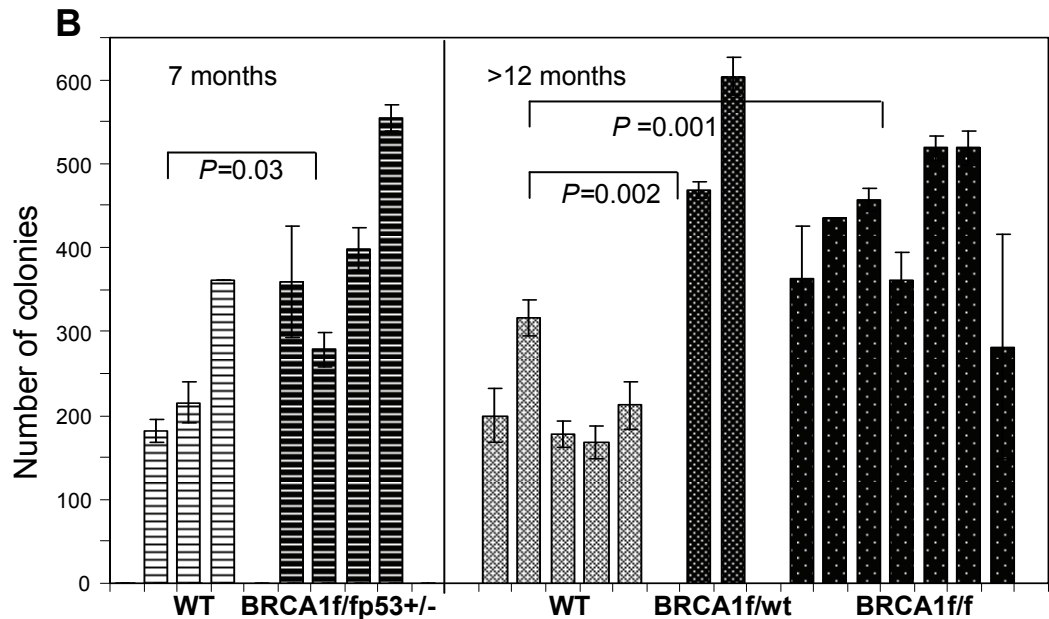 B
7 months
>12 months
P=0.03
P =0.001
P=0.002
Number of colonies
600
500
400
300
200
100
0
WT BRCA1f/fp53+/- WT BRCA1f/wt BRCA1f/f